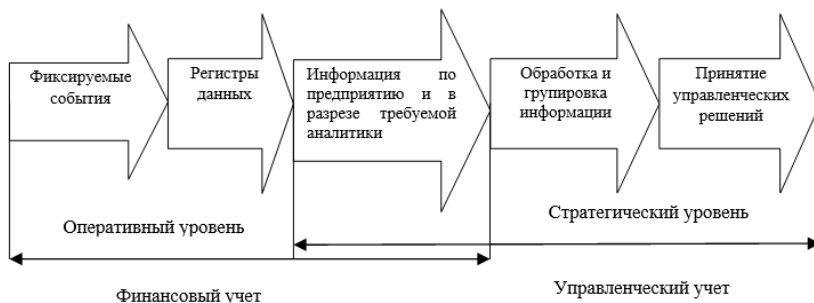 Фиксируемые
события
Регистры
данных
Информация по
предприятию и в
разрезе требуемой
аналитики
Обработка и
групировка
информации
Принятие
управленческих
решений
Оперативный уровень
Стратегический уровень
Финансовый учет
Управленческий учет